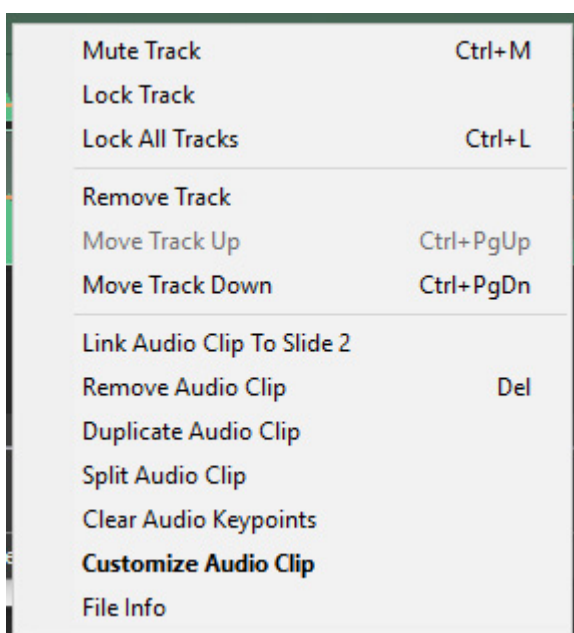 Mute Track Ctrl+M
Lock Track
Lock All Tracks Ctrl+L
Remove Track
Move Track Up Ctrl+PgUp
Move Track Down Ctrl+PgDn
Link Audio Clip To Slide 2
Remove Audio Clip Del
Duplicate Audio Clip
Split Audio Clip
Clear Audio Keypoints
Customize Audio Clip
File Info